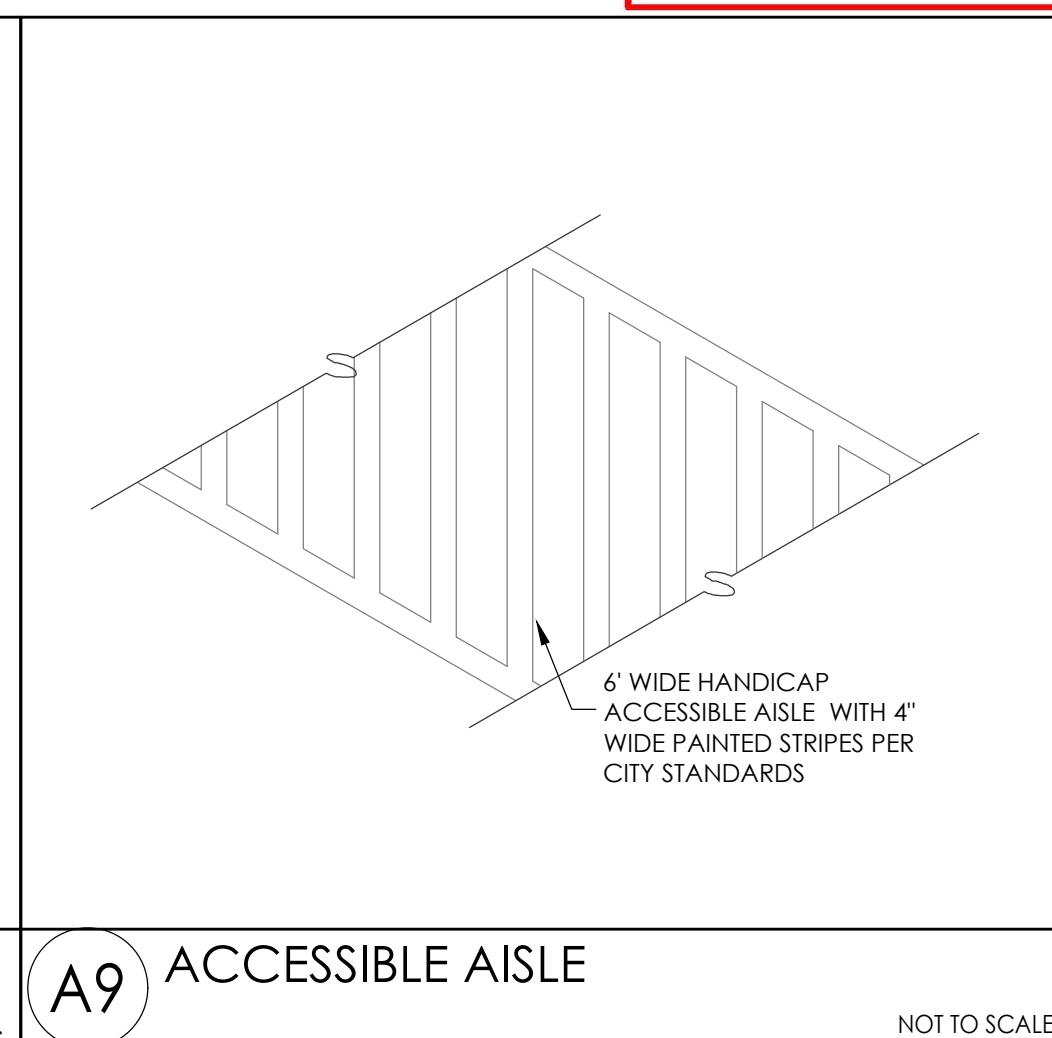 6' WIDE HANDICAP
ACCESSIBLE AISLE WITH 4"
WIDE PAINTED STRIPES PER
CITY STANDARDS
A9 ACCESSIBLE AISLE
NOT TO SCALE